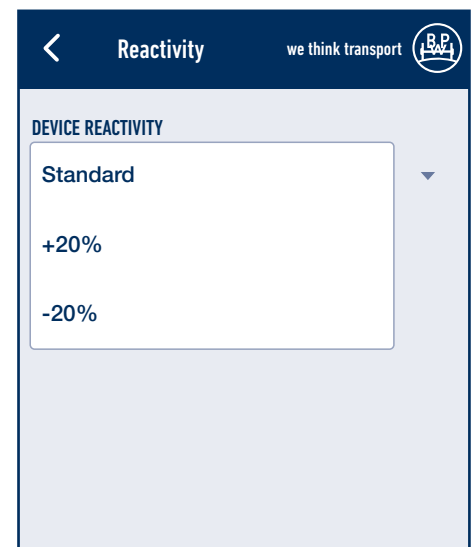 Reactivity
we think transport
BPW
DEVICE REACTIVITY
Standard
+20%
-20%